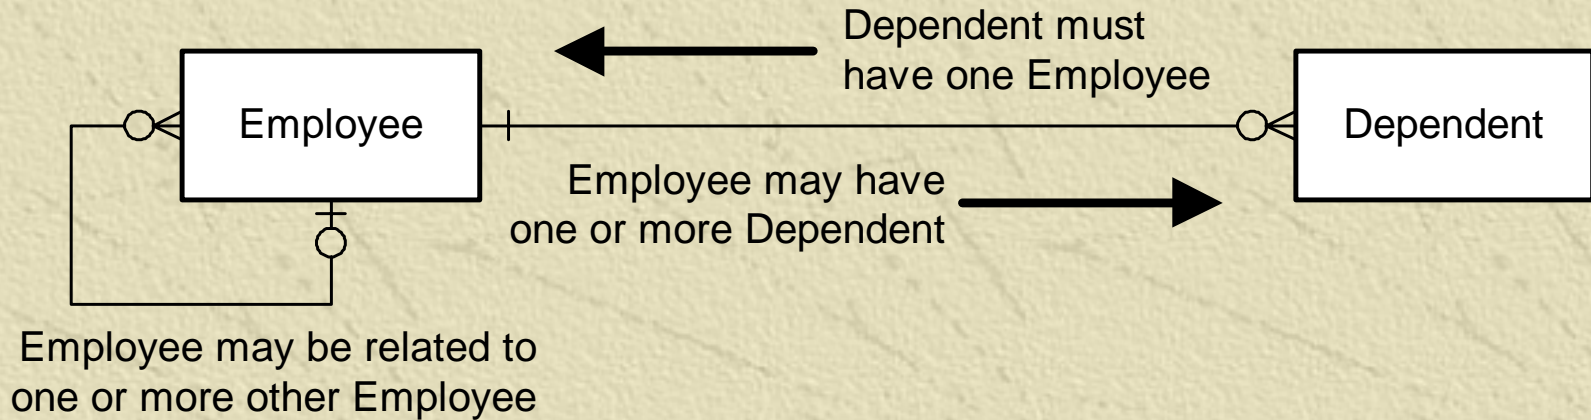 Dependent must
have one Employee
Employee
Dependent
Employee may have
one or more Dependent
Employee may be related to
one or more other Employee